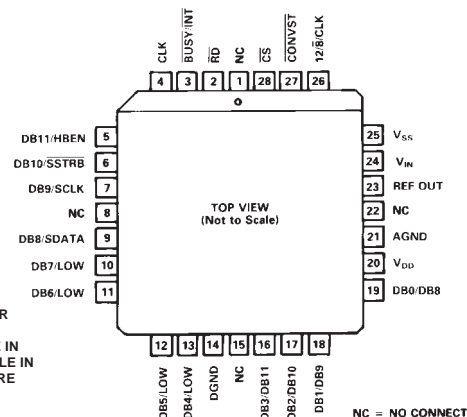 CLK
BUSY/INT
RD
NC
CS
CONVST
12/8/CLK
4
3
2
1
28
27
26
DB11/HBEN 5
DB10/SSTRB 6
DB9/SCLK 7
NC 8
DB8/SDATA 9
DB7/LOW 10
DB6/LOW 11
TOP VIEW
(Not to Scale)
25 VSS
24 VIN
23 REF OUT
22 NC
21 AGND
20 VDD
19 DB0/DB8
12
13
14
15
16
17
18
DB5/LOW
DB4/LOW
DGND
NC
DB3/DB11
DB2/DB10
DB1/DB9
NC = NO CONNECT
IN
LE IN
RE